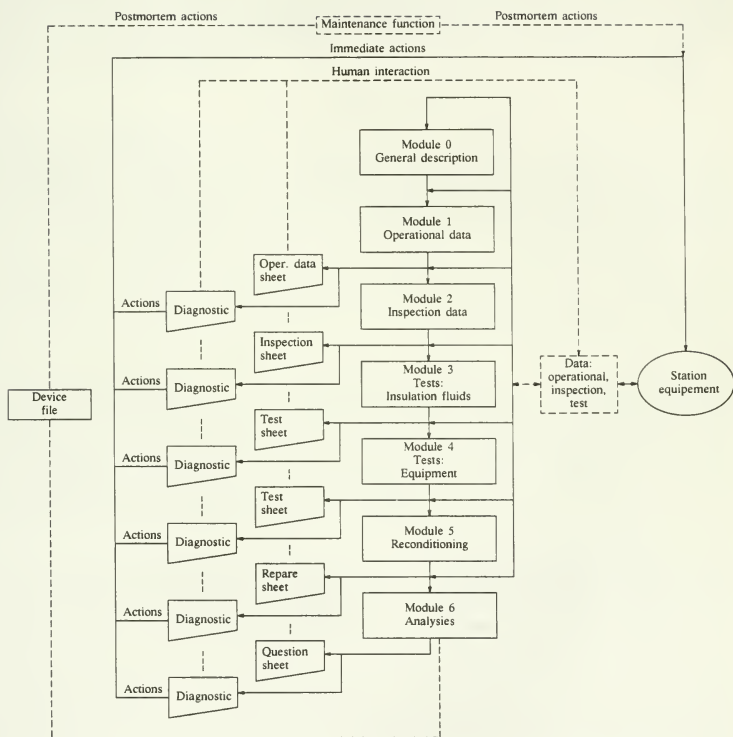 Postmortem actions
Maintenance function
Postmortem actions
Immediate actions
Human interaction
Module 0
General description
Module 1
Operational data
Oper. data
sheet
Actions
Diagnostic
Module 2
Inspection data
Inspection
sheet
Actions
Diagnostic
Module 3
Tests:
Insulation fluids
Data:
operational,
inspection,
test
Station
equipement
Device
file
Test
sheet
Actions
Diagnostic
Module 4
Tests:
Equipment
Test
sheet
Actions
Diagnostic
Module 5
Reconditioning
Repare
sheet
Actions
Diagnostic
Module 6
Analysies
Question
sheet
Actions
Diagnostic